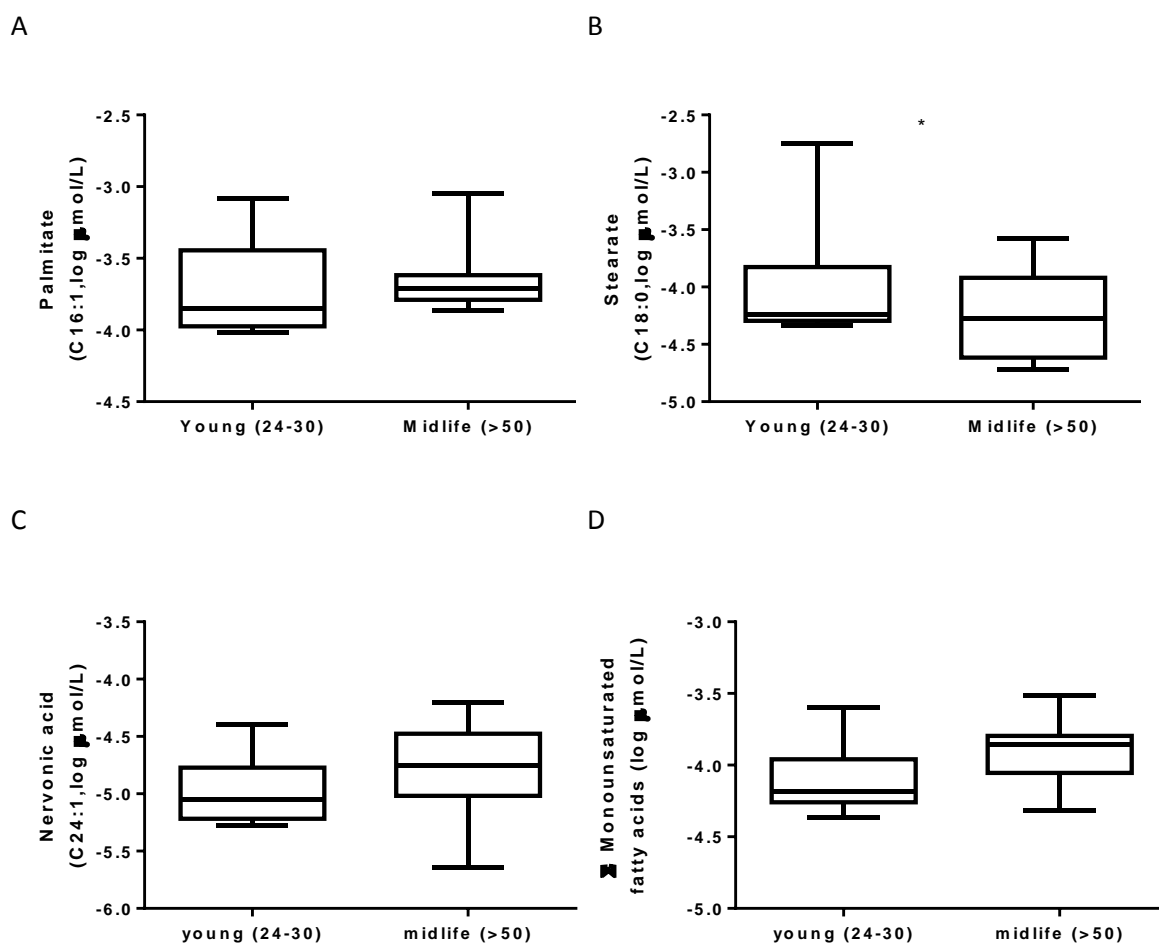 A
B
Palmitate
(C16:1,log μmol/L)
-2.5
-3.0
-3.5
-4.0
-4.5
Young (24-30)
Midlife (>50)
Stearate
(C18:0,log μmol/L)
-2.5
-3.0
-3.5
-4.0
-4.5
-5.0
*
Young (24-30)
Midlife (>50)
C
D
Nervonic acid
(C24:1,log μmol/L)
-3.5
-4.0
-4.5
-5.0
-5.5
-6.0
young (24-30)
midlife (>50)
Σ Monounsaturated
fatty acids (log μmol/L)
-3.0
-3.5
-4.0
-4.5
-5.0
young (24-30)
midlife (>50)